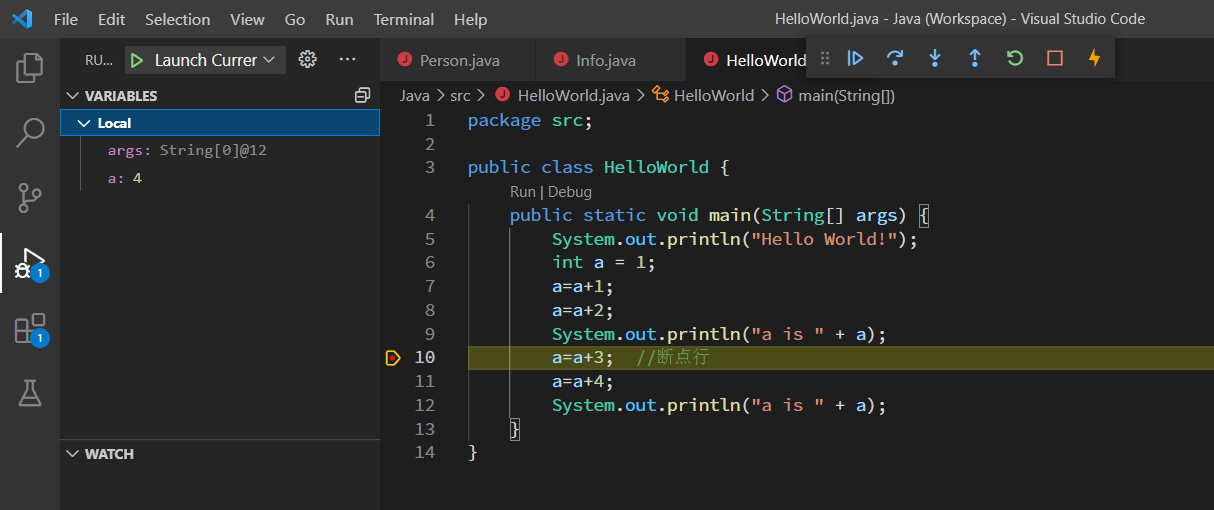 File Edit Selection View Go Run Terminal Help HelloWorld.java - Java (Workspace) - Visual Studio Code
RU... Launch Currer ··· Person.java Info.java HelloWorld
VARIABLES
Java > src > HelloWorld.java > HelloWorld > main(String[])
Local
args: String[0]@12
a: 4
1 package src;
2
3 public class HelloWorld {
Run | Debug
4 public static void main(String[] args) {
5 System.out.println("Hello World!");
6 int a = 1;
7 a=a+1;
8 a=a+2;
9 System.out.println("a is " + a);
10 a=a+3; //断点行
11 a=a+4;
12 System.out.println("a is " + a);
13 }
14 }
1
1
WATCH